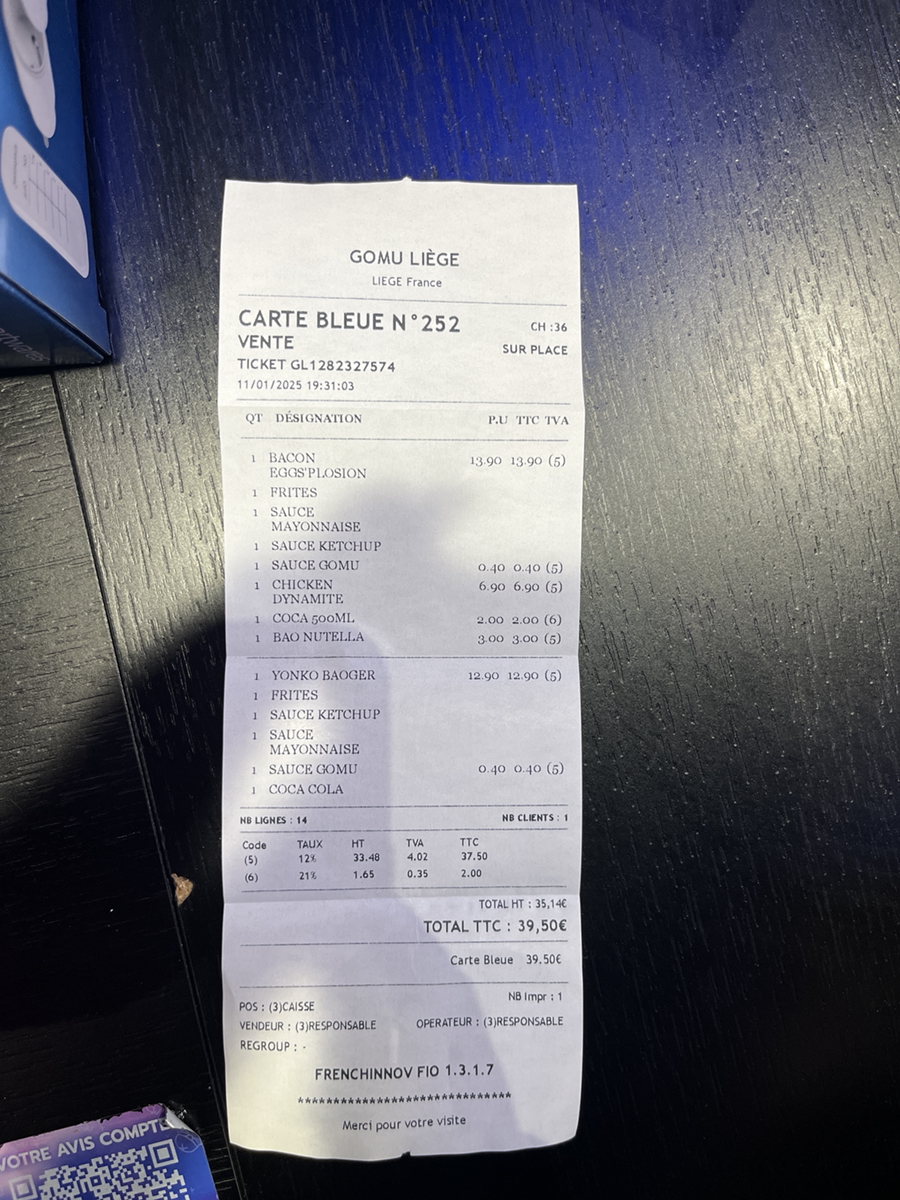 GOMU LIÈGE
LIEGE France
CARTE BLEUE N°252
CH :36
VENTE
SUR PLACE
TICKET GL1282327574
11/01/2025 19:31:03
QT DÉSIGNATION P.U TTC TVA
1 BACON 13.90 13.90 (5)
EGGS'PLOSION
1 FRITES
1 SAUCE
MAYONNAISE
1 SAUCE KETCHUP
1 SAUCE GOMU 0.40 0.40 (5)
1 CHICKEN 6.90 6.90 (5)
DYNAMITE
1 COCA 500ML 2.00 2.00 (6)
1 BAO NUTELLA 3.00 3.00 (5)
1 YONKO BAOGER 12.90 12.90 (5)
1 FRITES
1 SAUCE KETCHUP
1 SAUCE
MAYONNAISE
1 SAUCE GOMU 0.40 0.40 (5)
1 COCA COLA
NB LIGNES : 14 NB CLIENTS : 1
Code TAUX HT TVA TTC
(5) 12% 33.48 4.02 37.50
(6) 21% 1.65 0.35 2.00
TOTAL HT : 35,14€
TOTAL TTC : 39,50€
Carte Bleue 39.50€
NB Impr : 1
POS : (3)CAISSE
VENDEUR : (3)RESPONSABLE OPERATEUR : (3)RESPONSABLE
REGROUP : -
FRENCHINNOV FIO 1.3.1.7
******************************
Merci pour votre visite
VOTRE AVIS COMPTE